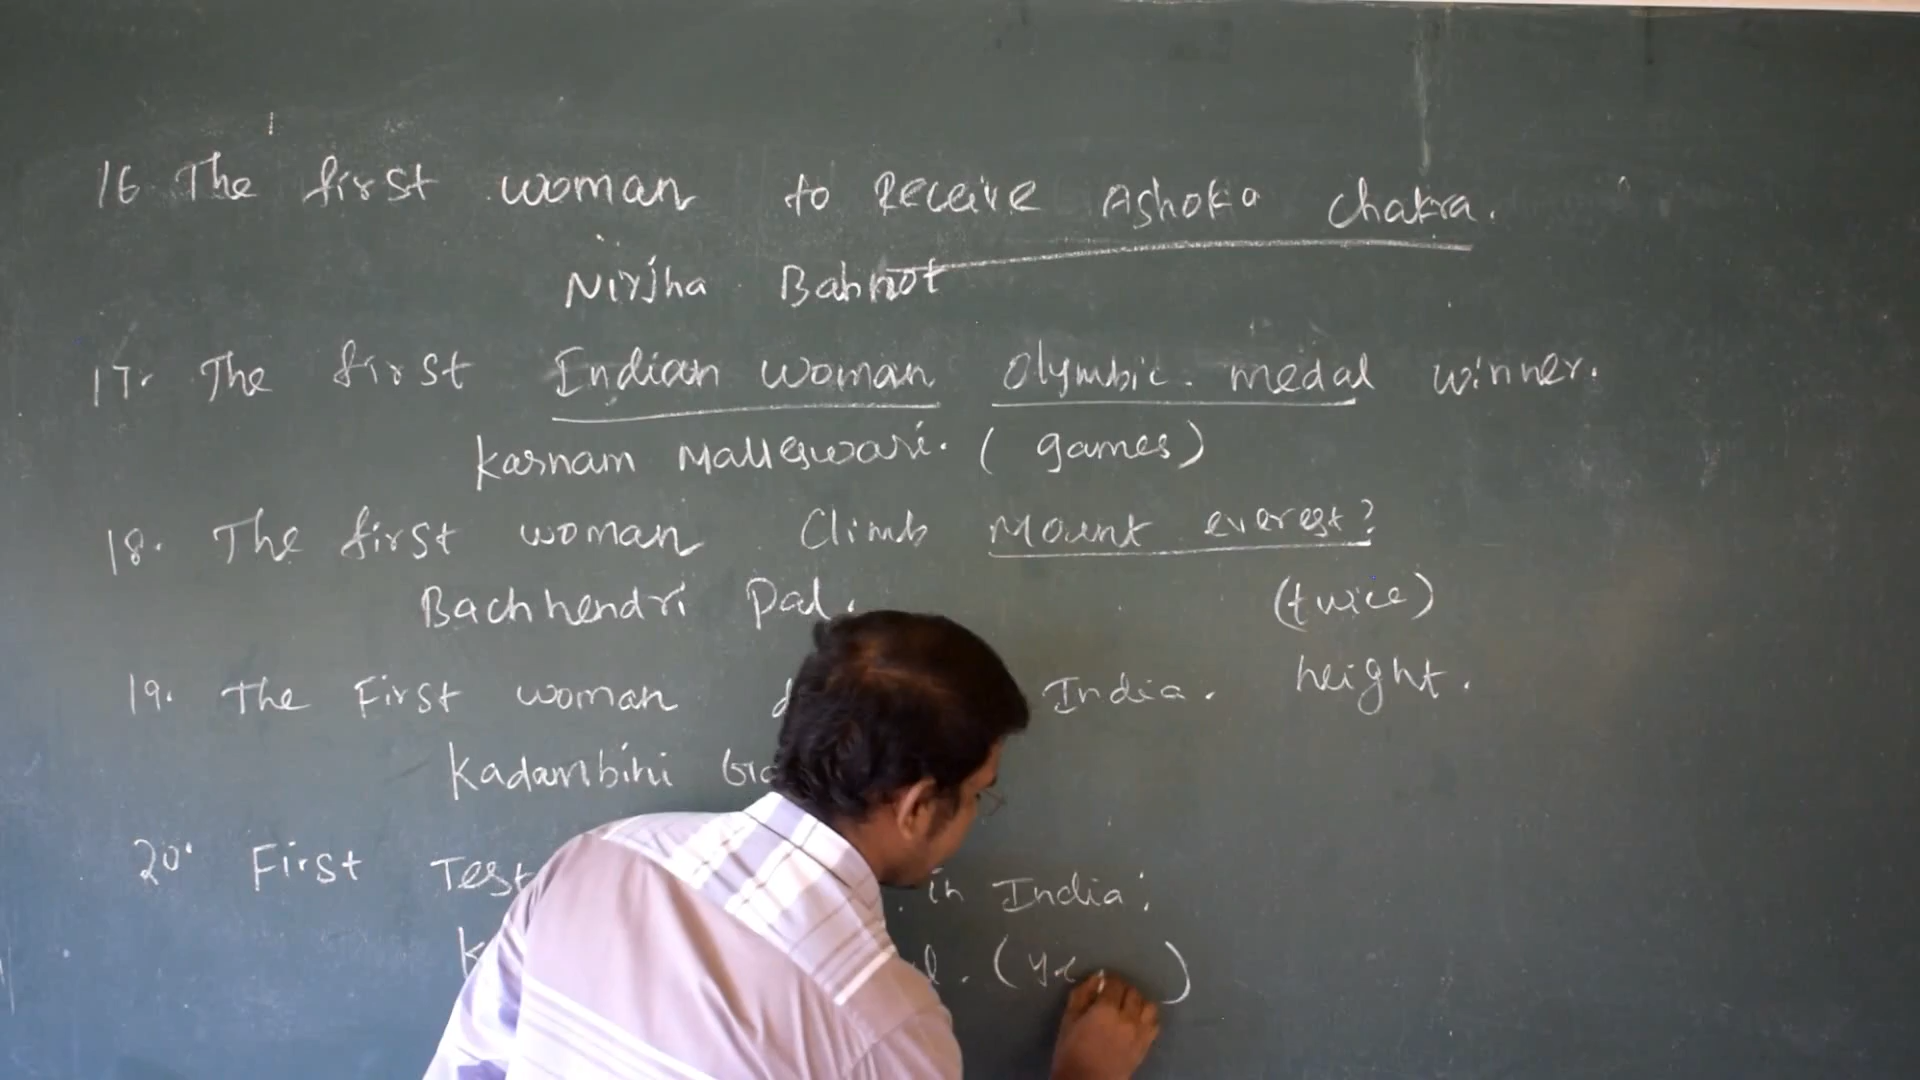 16. The first woman to Receive Ashoka Chakra.
Nirjha Bahnot
17. The first Indian woman Olymbic. medal winner.
Karnam Malleswari. (games)
18. The first woman Climb Mount everest?
Bachhendri Pal. (twice)
19. The First woman India. height.
Kadambini
20. First Test in India;